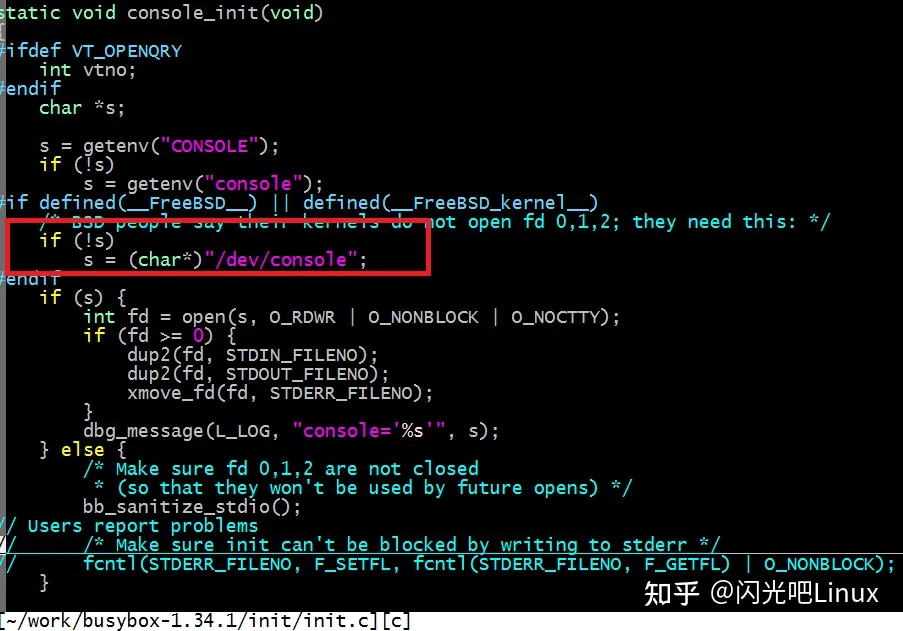 static void console_init(void)
{
#ifdef VT_OPENQRY
    int vtno;
#endif
    char *s;
    s = getenv("CONSOLE");
    if (!s)
        s = getenv("console");
#if defined(__FreeBSD__) || defined(__FreeBSD_kernel__)
    /* BSD people say their kernels do not open fd 0,1,2; they need this: */
    if (!s)
        s = (char*)"/dev/console";
#endif
    if (s) {
        int fd = open(s, O_RDWR | O_NONBLOCK | O_NOCTTY);
        if (fd >= 0) {
            dup2(fd, STDIN_FILENO);
            dup2(fd, STDOUT_FILENO);
            xmove_fd(fd, STDERR_FILENO);
        }
        dbg_message(L_LOG, "console='%s'", s);
    } else {
        /* Make sure fd 0,1,2 are not closed
         * (so that they won't be used by future opens) */
        bb_sanitize_stdio();
// Users report problems
//      /* Make sure init can't be blocked by writing to stderr */
//      fcntl(STDERR_FILENO, F_SETFL, fcntl(STDERR_FILENO, F_GETFL) | O_NONBLOCK);
    }
知乎 @闪光吧Linux
[~/work/busybox-1.34.1/init/init.c][c]